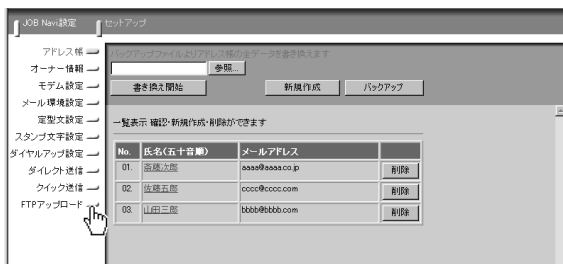 JOB Navi設定
セットアップ
アドレス帳
オーナー情報
モデム設定
メール環境設定
定型文設定
スタンプ文字設定
ダイヤルアップ設定
ダイレクト送信
クイック送信
FTPアップロード
バックアップファイルよりアドレス帳の全データを書き換えます
参照...
書き換え開始
新規作成
バックアップ
一覧表示 確認・新規作成・削除ができます
No. 氏名(五十音順) メールアドレス
01. 斎藤次郎 aaaa@aaaa.co.jp 削除
02. 佐藤五郎 cccc@cccc.com 削除
03. 山田三郎 bbbb@bbbb.com 削除